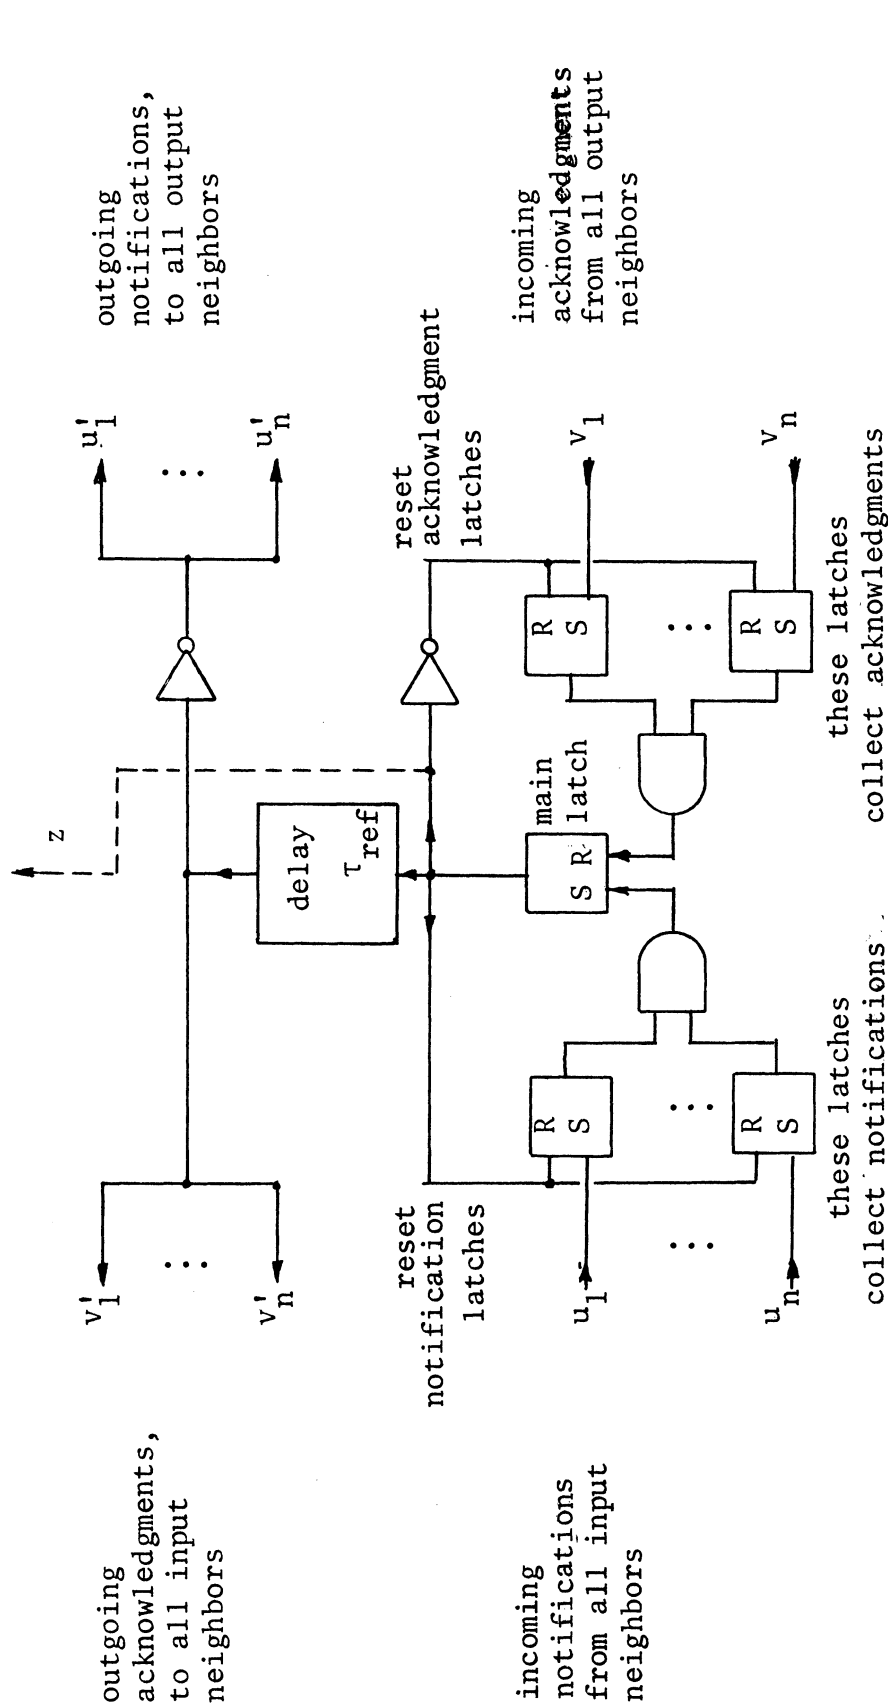 outgoing
acknowledgments,
to all input
neighbors
v'1
v'n
z
outgoing
notifications,
to all output
neighbors
u'1
u'n
delay
τref
reset
notification
latches
reset
acknowledgment
latches
incoming
notifications
from all input
neighbors
u1
un
R
S
R
S
main
latch
S R
R
S
R
S
v1
vn
incoming
acknowledgments
from all output
neighbors
these latches
collect notifications
these latches
collect acknowledgments